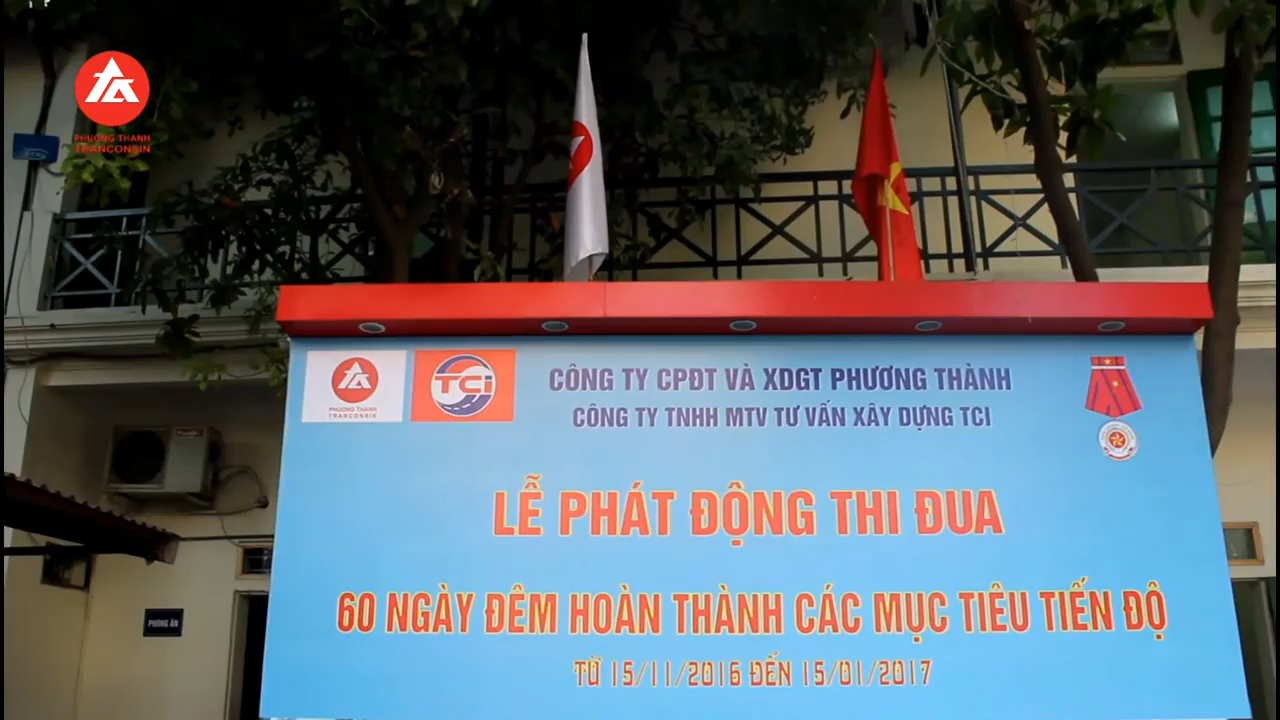 PHƯƠNG THÀNH
TRANCONSIN
PHƯƠNG THÀNH
TRANCONSIN
TCI
CÔNG TY CPĐT VÀ XDGT PHƯƠNG THÀNH
CÔNG TY TNHH MTV TƯ VẤN XÂY DỰNG TCI
LỄ PHÁT ĐỘNG THI ĐUA
60 NGÀY ĐÊM HOÀN THÀNH CÁC MỤC TIÊU TIẾN ĐỘ
TỪ 15/11/2016 ĐẾN 15/01/2017
PHÒNG ĂN